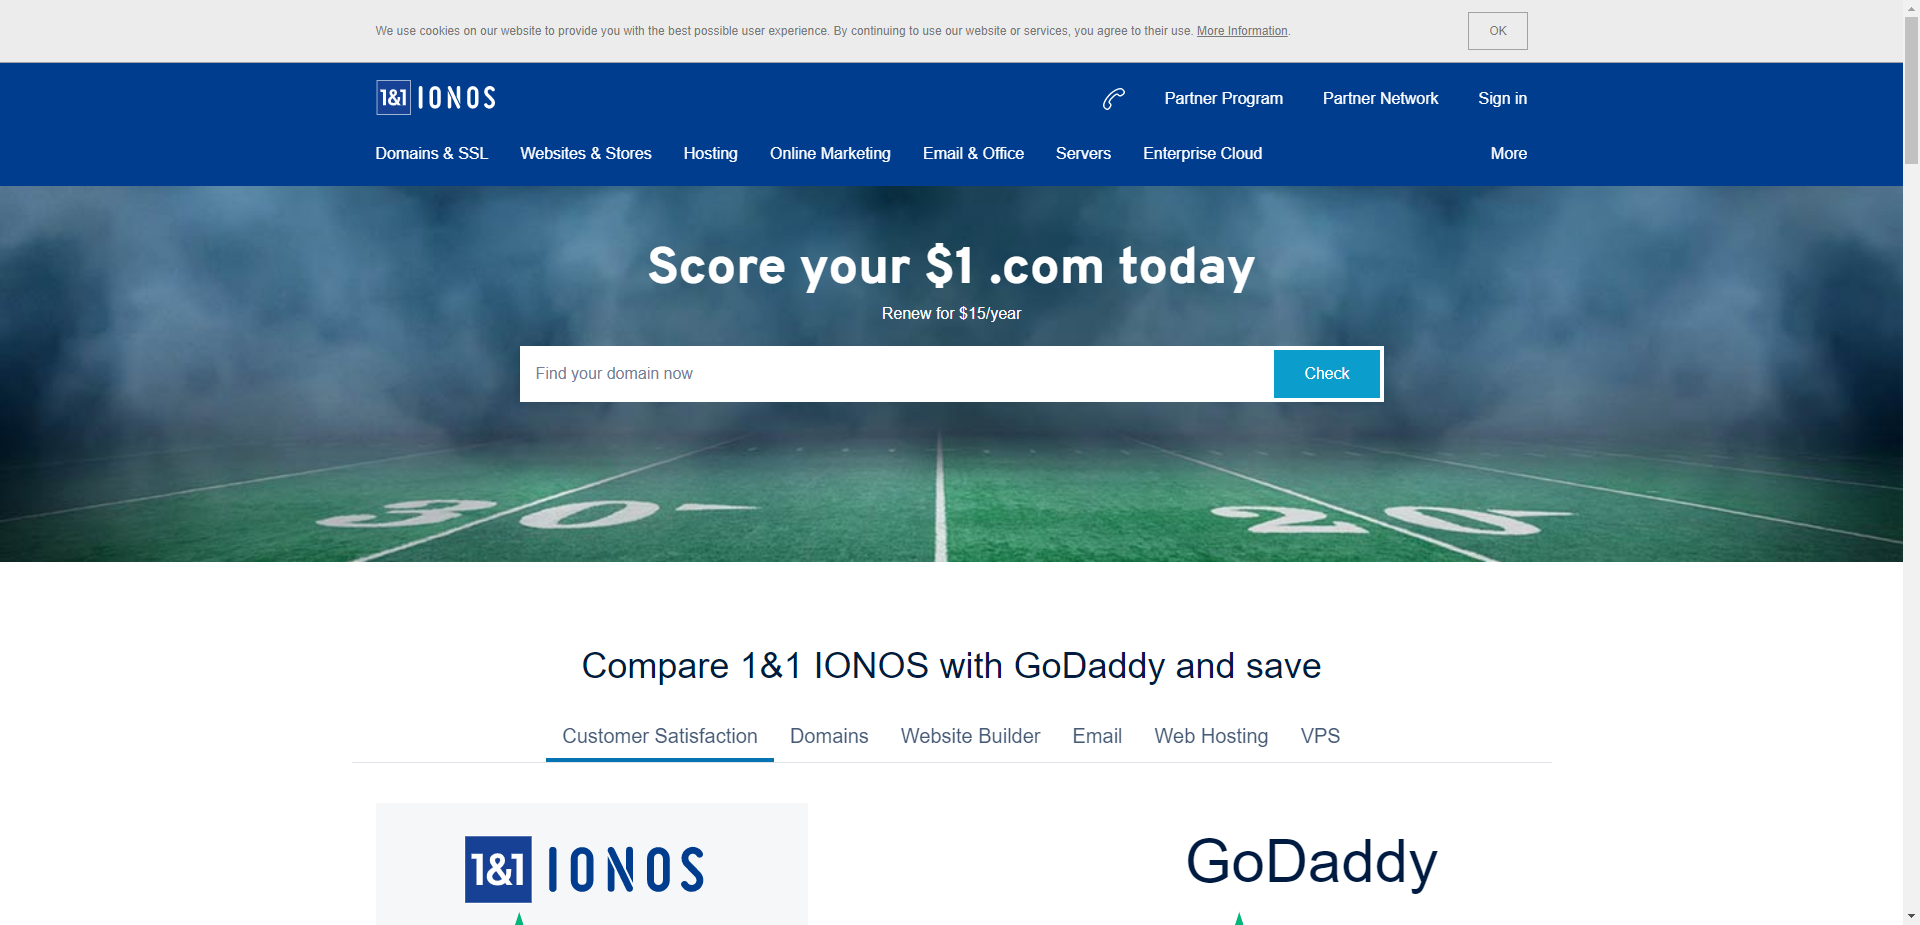 We use cookies on our website to provide you with the best possible user experience. By continuing to use our website or services, you agree to their use. More Information.
OK
1&1 IONOS
Partner Program
Partner Network
Sign in
Domains & SSL
Websites & Stores
Hosting
Online Marketing
Email & Office
Servers
Enterprise Cloud
More
Score your $1 .com today
Renew for $15/year
Find your domain now
Check
30
20
Compare 1&1 IONOS with GoDaddy and save
Customer Satisfaction
Domains
Website Builder
Email
Web Hosting
VPS
1&1 IONOS
GoDaddy